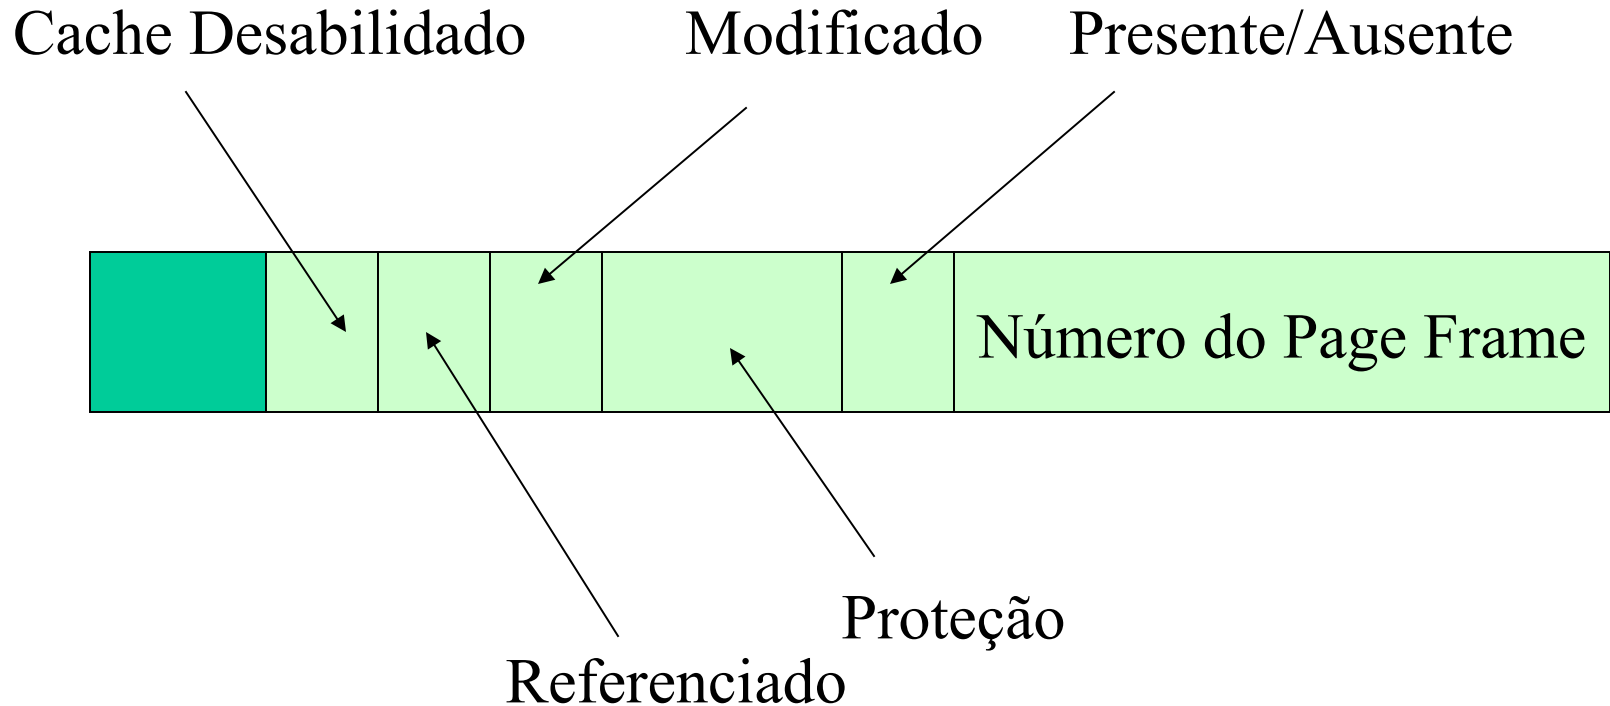 Cache Desabilidado
Modificado
Presente/Ausente
Número do Page Frame
Proteção
Referenciado